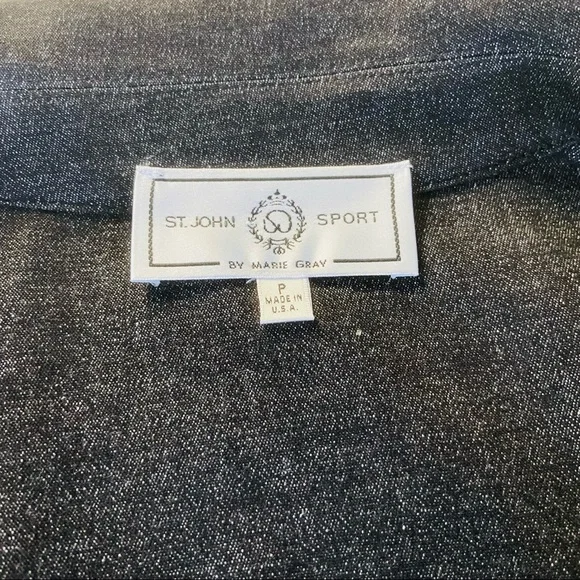 ST. JOHN SPORT
BY MARIE GRAY
P
MADE IN
U.S.A.